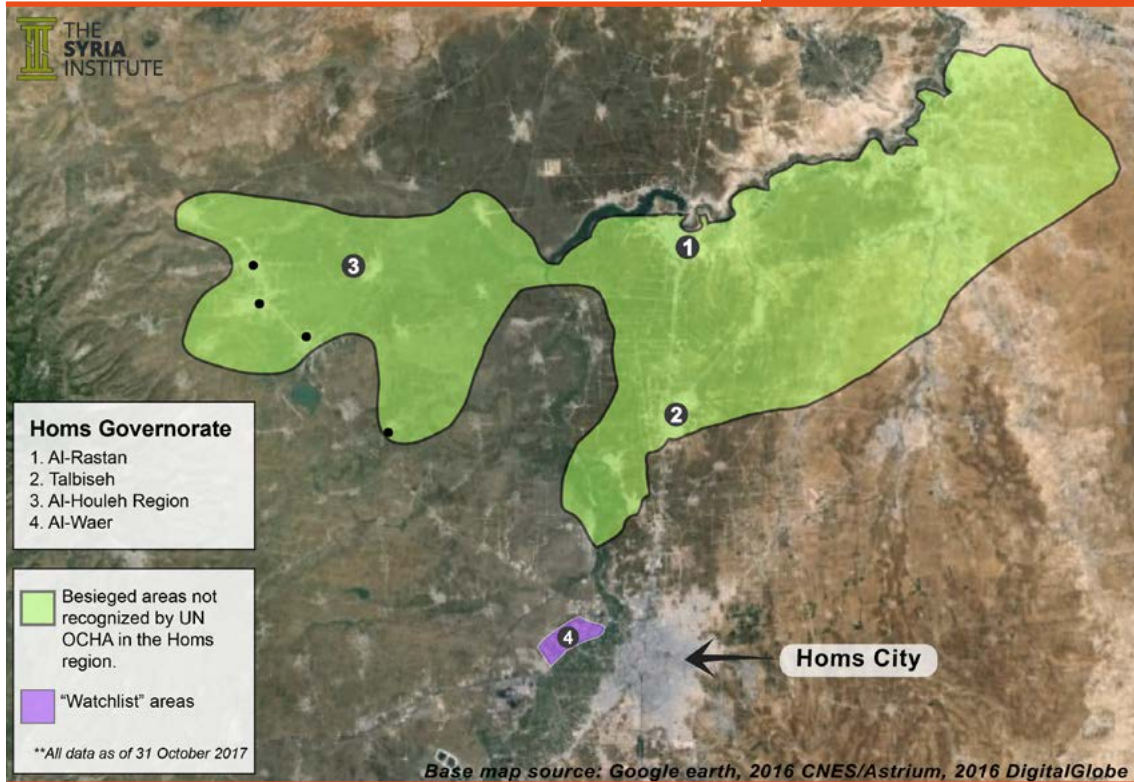 THE
SYRIA
INSTITUTE
1
3
2
Homs Governorate
1. Al-Rastan
2. Talbiseh
3. Al-Houleh Region
4. Al-Waer
Besieged areas not
recognized by UN
OCHA in the Homs
region.
"Watchlist" areas
**All data as of 31 October 2017
4
Homs City
Base map source: Google earth, 2016 CNES/Astrium, 2016 DigitalGlobe